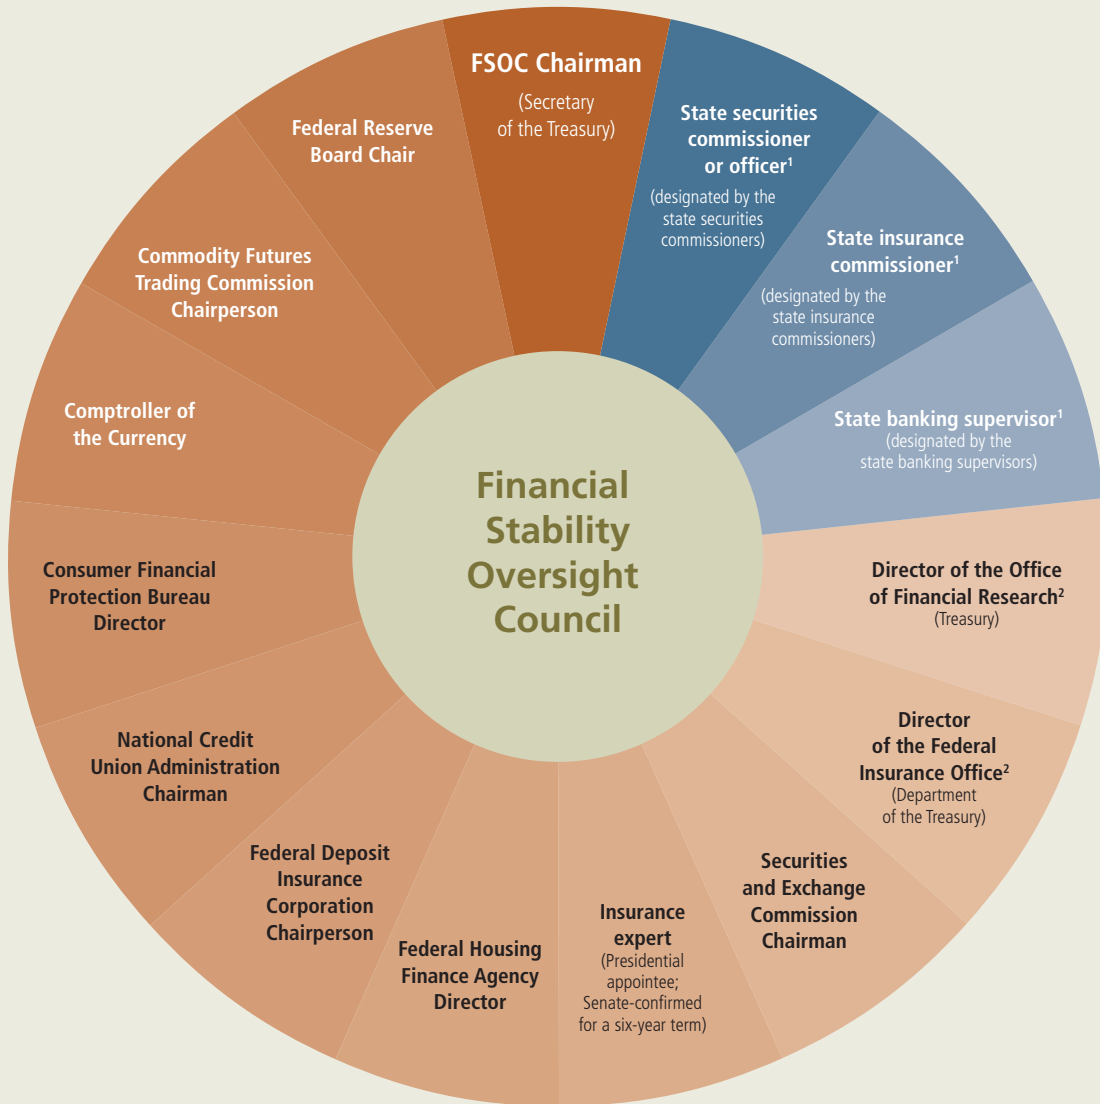 FSOC Chairman
(Secretary
of the Treasury)
State securities
commissioner
or officer¹
(designated by the
state securities
commissioners)
State insurance
commissioner¹
(designated by the
state insurance
commissioners)
State banking supervisor¹
(designated by the
state banking supervisors)
Director of the Office
of Financial Research²
(Treasury)
Director
of the Federal
Insurance Office²
(Department
of the Treasury)
Securities
and Exchange
Commission
Chairman
Insurance
expert
(Presidential
appointee;
Senate-confirmed
for a six-year term)
Federal Housing
Finance Agency
Director
Federal Deposit
Insurance
Corporation
Chairperson
National Credit
Union Administration
Chairman
Consumer Financial
Protection Bureau
Director
Comptroller of
the Currency
Commodity Futures
Trading Commission
Chairperson
Federal Reserve
Board Chair
Financial
Stability
Oversight
Council